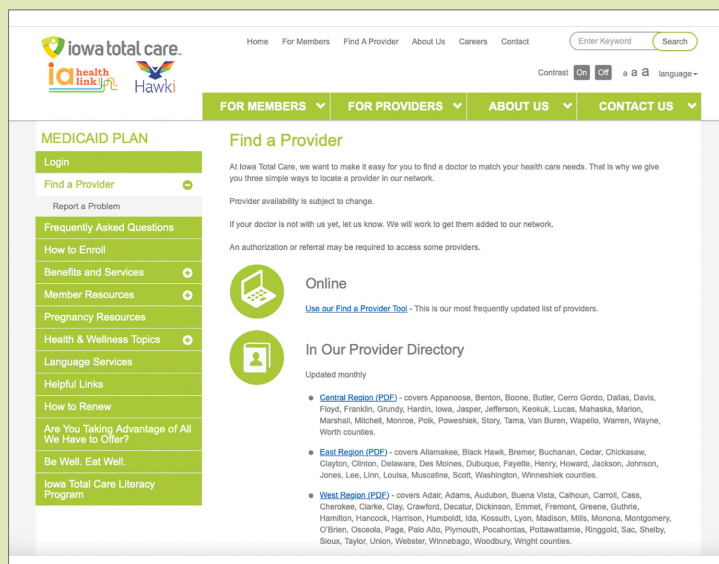 iowa total care™
ia health link
Hawki
Home For Members Find A Provider About Us Careers Contact
Enter Keyword Search
Contrast On Off a a a language
FOR MEMBERS FOR PROVIDERS ABOUT US CONTACT US
MEDICAID PLAN
Login
Find a Provider
Report a Problem
Frequently Asked Questions
How to Enroll
Benefits and Services
Member Resources
Pregnancy Resources
Health & Wellness Topics
Language Services
Helpful Links
How to Renew
Are You Taking Advantage of All
We Have to Offer?
Be Well. Eat Well.
Iowa Total Care Literacy
Program
Find a Provider
At Iowa Total Care, we want to make it easy for you to find a doctor to match your health care needs. That is why we give
you three simple ways to locate a provider in our network.
Provider availability is subject to change.
If your doctor is not with us yet, let us know. We will work to get them added to our network.
An authorization or referral may be required to access some providers.
Online
Use our Find a Provider Tool - This is our most frequently updated list of providers.
In Our Provider Directory
Updated monthly
Central Region (PDF) - covers Appanoose, Benton, Boone, Butler, Cerro Gordo, Dallas, Davis,
Floyd, Franklin, Grundy, Hardin, Iowa, Jasper, Jefferson, Keokuk, Lucas, Mahaska, Marion,
Marshall, Mitchell, Monroe, Polk, Poweshiek, Story, Tama, Van Buren, Wapello, Warren, Wayne,
Worth counties.
East Region (PDF) - covers Allamakee, Black Hawk, Bremer, Buchanan, Cedar, Chickasaw,
Clayton, Clinton, Delaware, Des Moines, Dubuque, Fayette, Henry, Howard, Jackson, Johnson,
Jones, Lee, Linn, Louisa, Muscatine, Scott, Washington, Winneshiek counties.
West Region (PDF) - covers Adair, Adams, Audubon, Buena Vista, Calhoun, Carroll, Cass,
Cherokee, Clarke, Clay, Crawford, Decatur, Dickinson, Emmet, Fremont, Greene, Guthrie,
Hamilton, Hancock, Harrison, Humboldt, Ida, Kossuth, Lyon, Madison, Mills, Monona, Montgomery,
O'Brien, Osceola, Page, Palo Alto, Plymouth, Pocahontas, Pottawattamie, Ringgold, Sac, Shelby,
Sioux, Taylor, Union, Webster, Winnebago, Woodbury, Wright counties.